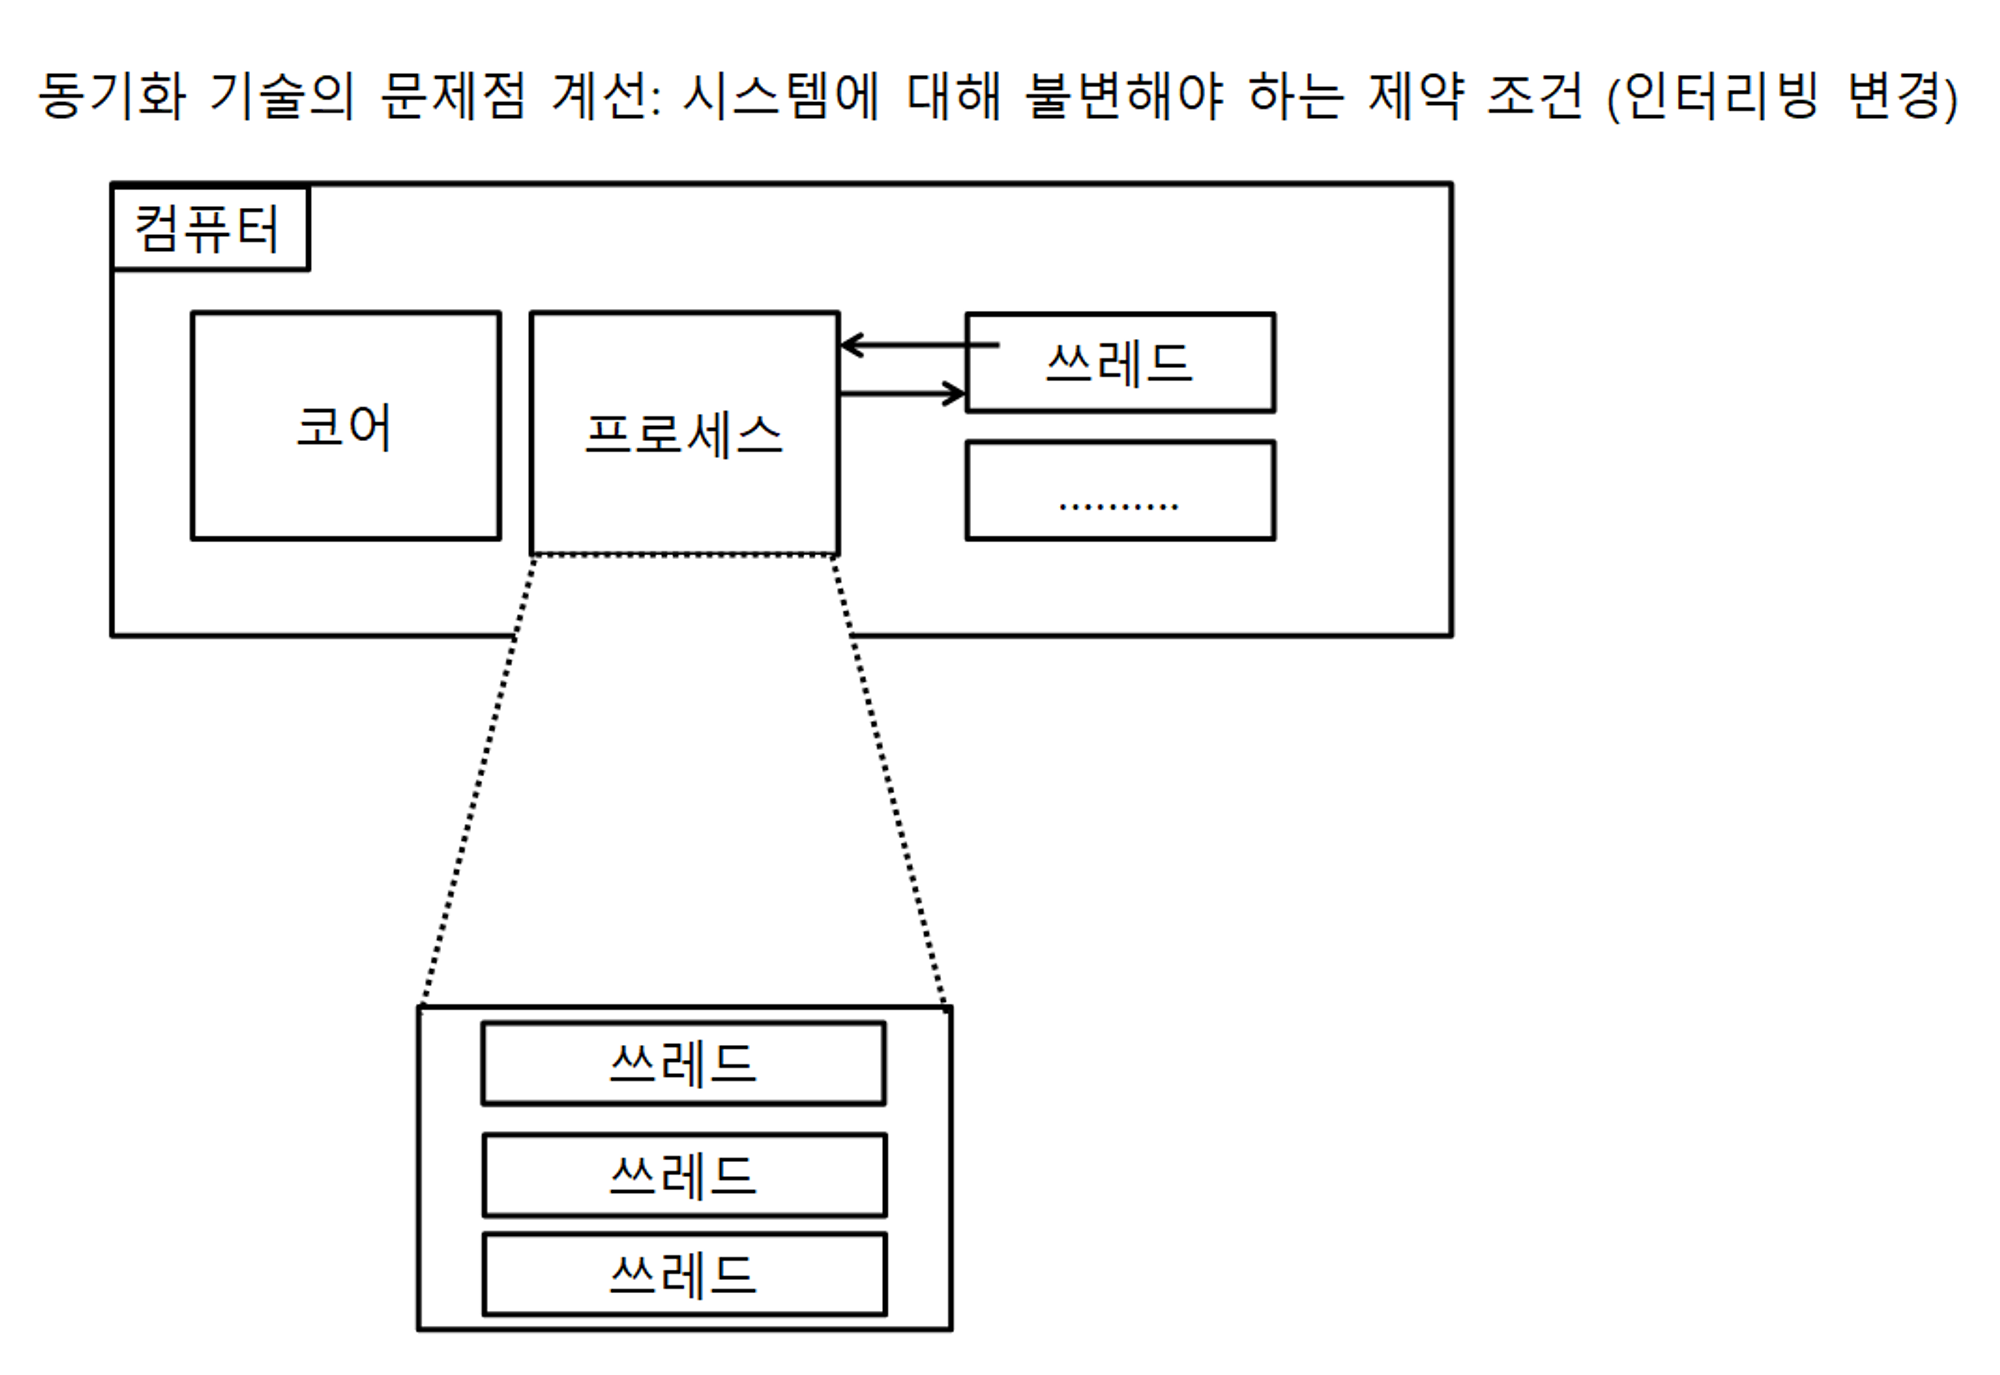 동기화 기술의 문제점 계선: 시스템에 대해 불변해야 하는 제약 조건 (인터리빙 변경)
컴퓨터
코어
프로세스
쓰레드
..........
쓰레드
쓰레드
쓰레드